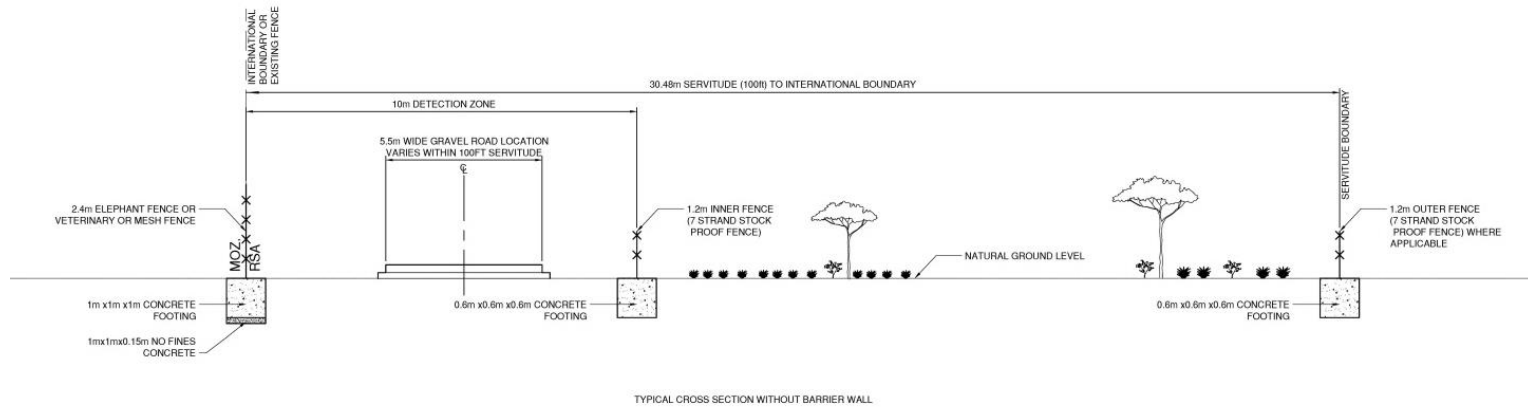 INTERNATIONAL
BOUNDARY OR
EXISTING FENCE
30.48m SERVITUDE (100ft) TO INTERNATIONAL BOUNDARY
10m DETECTION ZONE
5.5m WIDE GRAVEL ROAD LOCATION
VARIES WITHIN 100FT SERVITUDE
CL
SERVITUDE BOUNDARY
2.4m ELEPHANT FENCE OR
VETERINARY OR MESH FENCE
MOZ.
RSA
1.2m INNER FENCE
(7 STRAND STOCK
PROOF FENCE)
1.2m OUTER FENCE
(7 STRAND STOCK
PROOF FENCE) WHERE
APPLICABLE
NATURAL GROUND LEVEL
1m x1m x1m CONCRETE
FOOTING
0.6m x0.6m x0.6m CONCRETE
FOOTING
0.6m x0.6m x0.6m CONCRETE
FOOTING
1mx1mx0.15m NO FINES
CONCRETE
TYPICAL CROSS SECTION WITHOUT BARRIER WALL